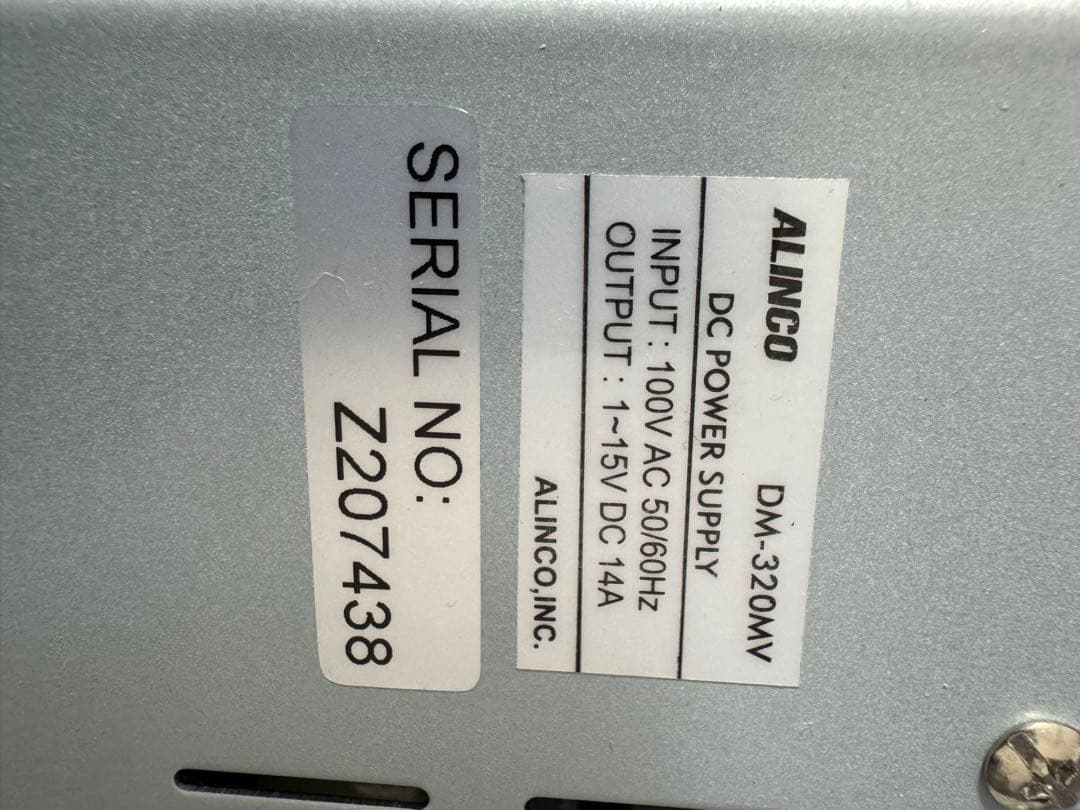 ALINCO DM-320MV
DC POWER SUPPLY
INPUT : 100V AC 50/60Hz
OUTPUT : 1~15V DC 14A
ALINCO,INC.
SERIAL NO:
Z207438